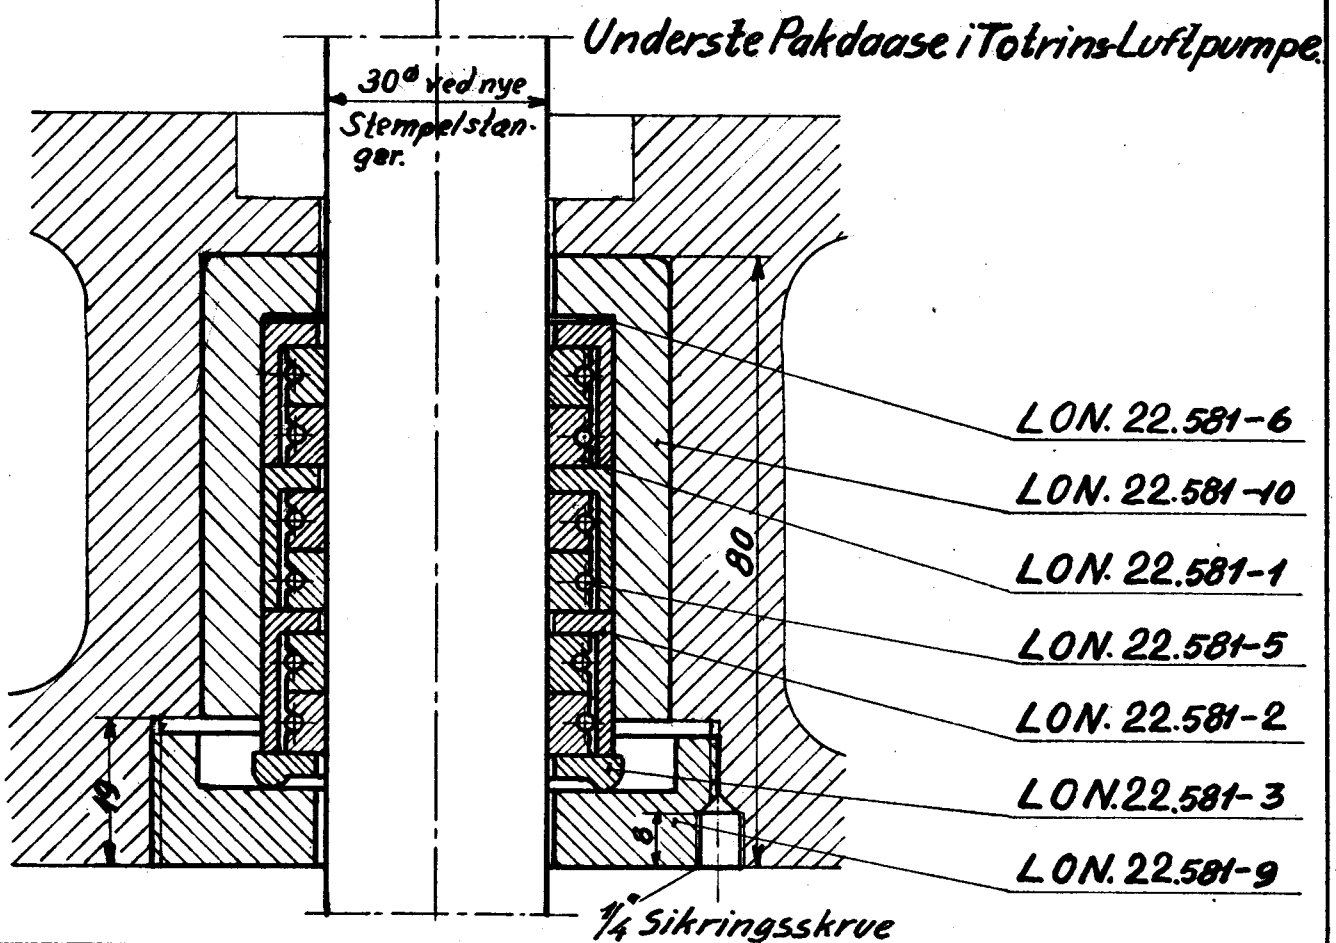 Underste Pakdaase i Totrins-Luftpumpe.
30ø ved nye
Stempelstæn-
ger.
LON. 22.581-6
LON. 22.581-10
LON. 22.581-1
LON. 22.581-5
LON. 22.581-2
LON. 22.581-3
LON. 22.581-9
80
19
8
1/4" Sikringsskrue